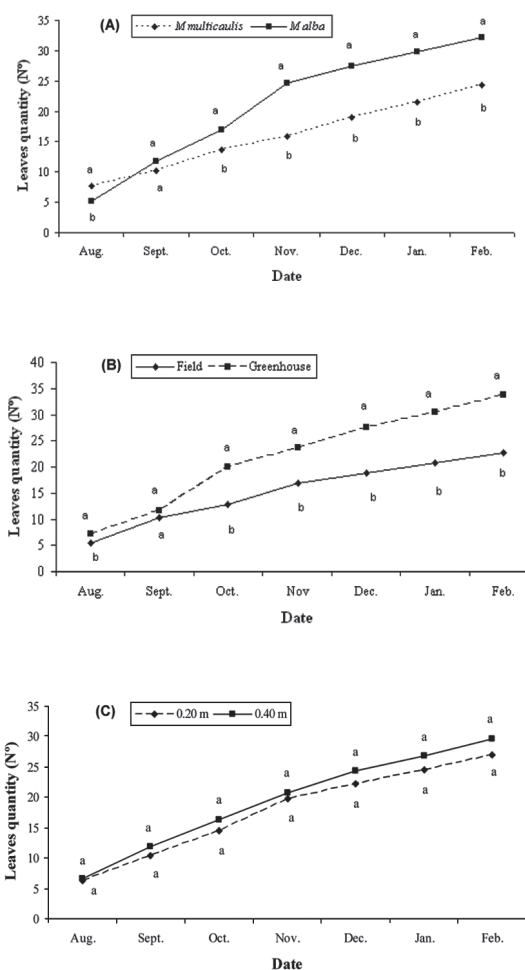 (A) M multicaulis M alba
Leaves quantity (Nº)
35
30
25
20
15
10
5
0
a a a a a a a
b a b b b b b
Aug. Sept. Oct. Nov. Dec. Jan. Feb.
Date
(B) Field Greenhouse
Leaves quantity (Nº)
40
35
30
25
20
15
10
5
0
a a a a a a a
b a b b b b b
Aug. Sept. Oct. Nov Dec. Jan. Feb.
Date
(C) 0.20 m 0.40 m
Leaves quantity (Nº)
35
30
25
20
15
10
5
0
a a a a a a a
a a a a a a a
Aug. Sept. Oct. Nov. Dec. Jan. Feb.
Date